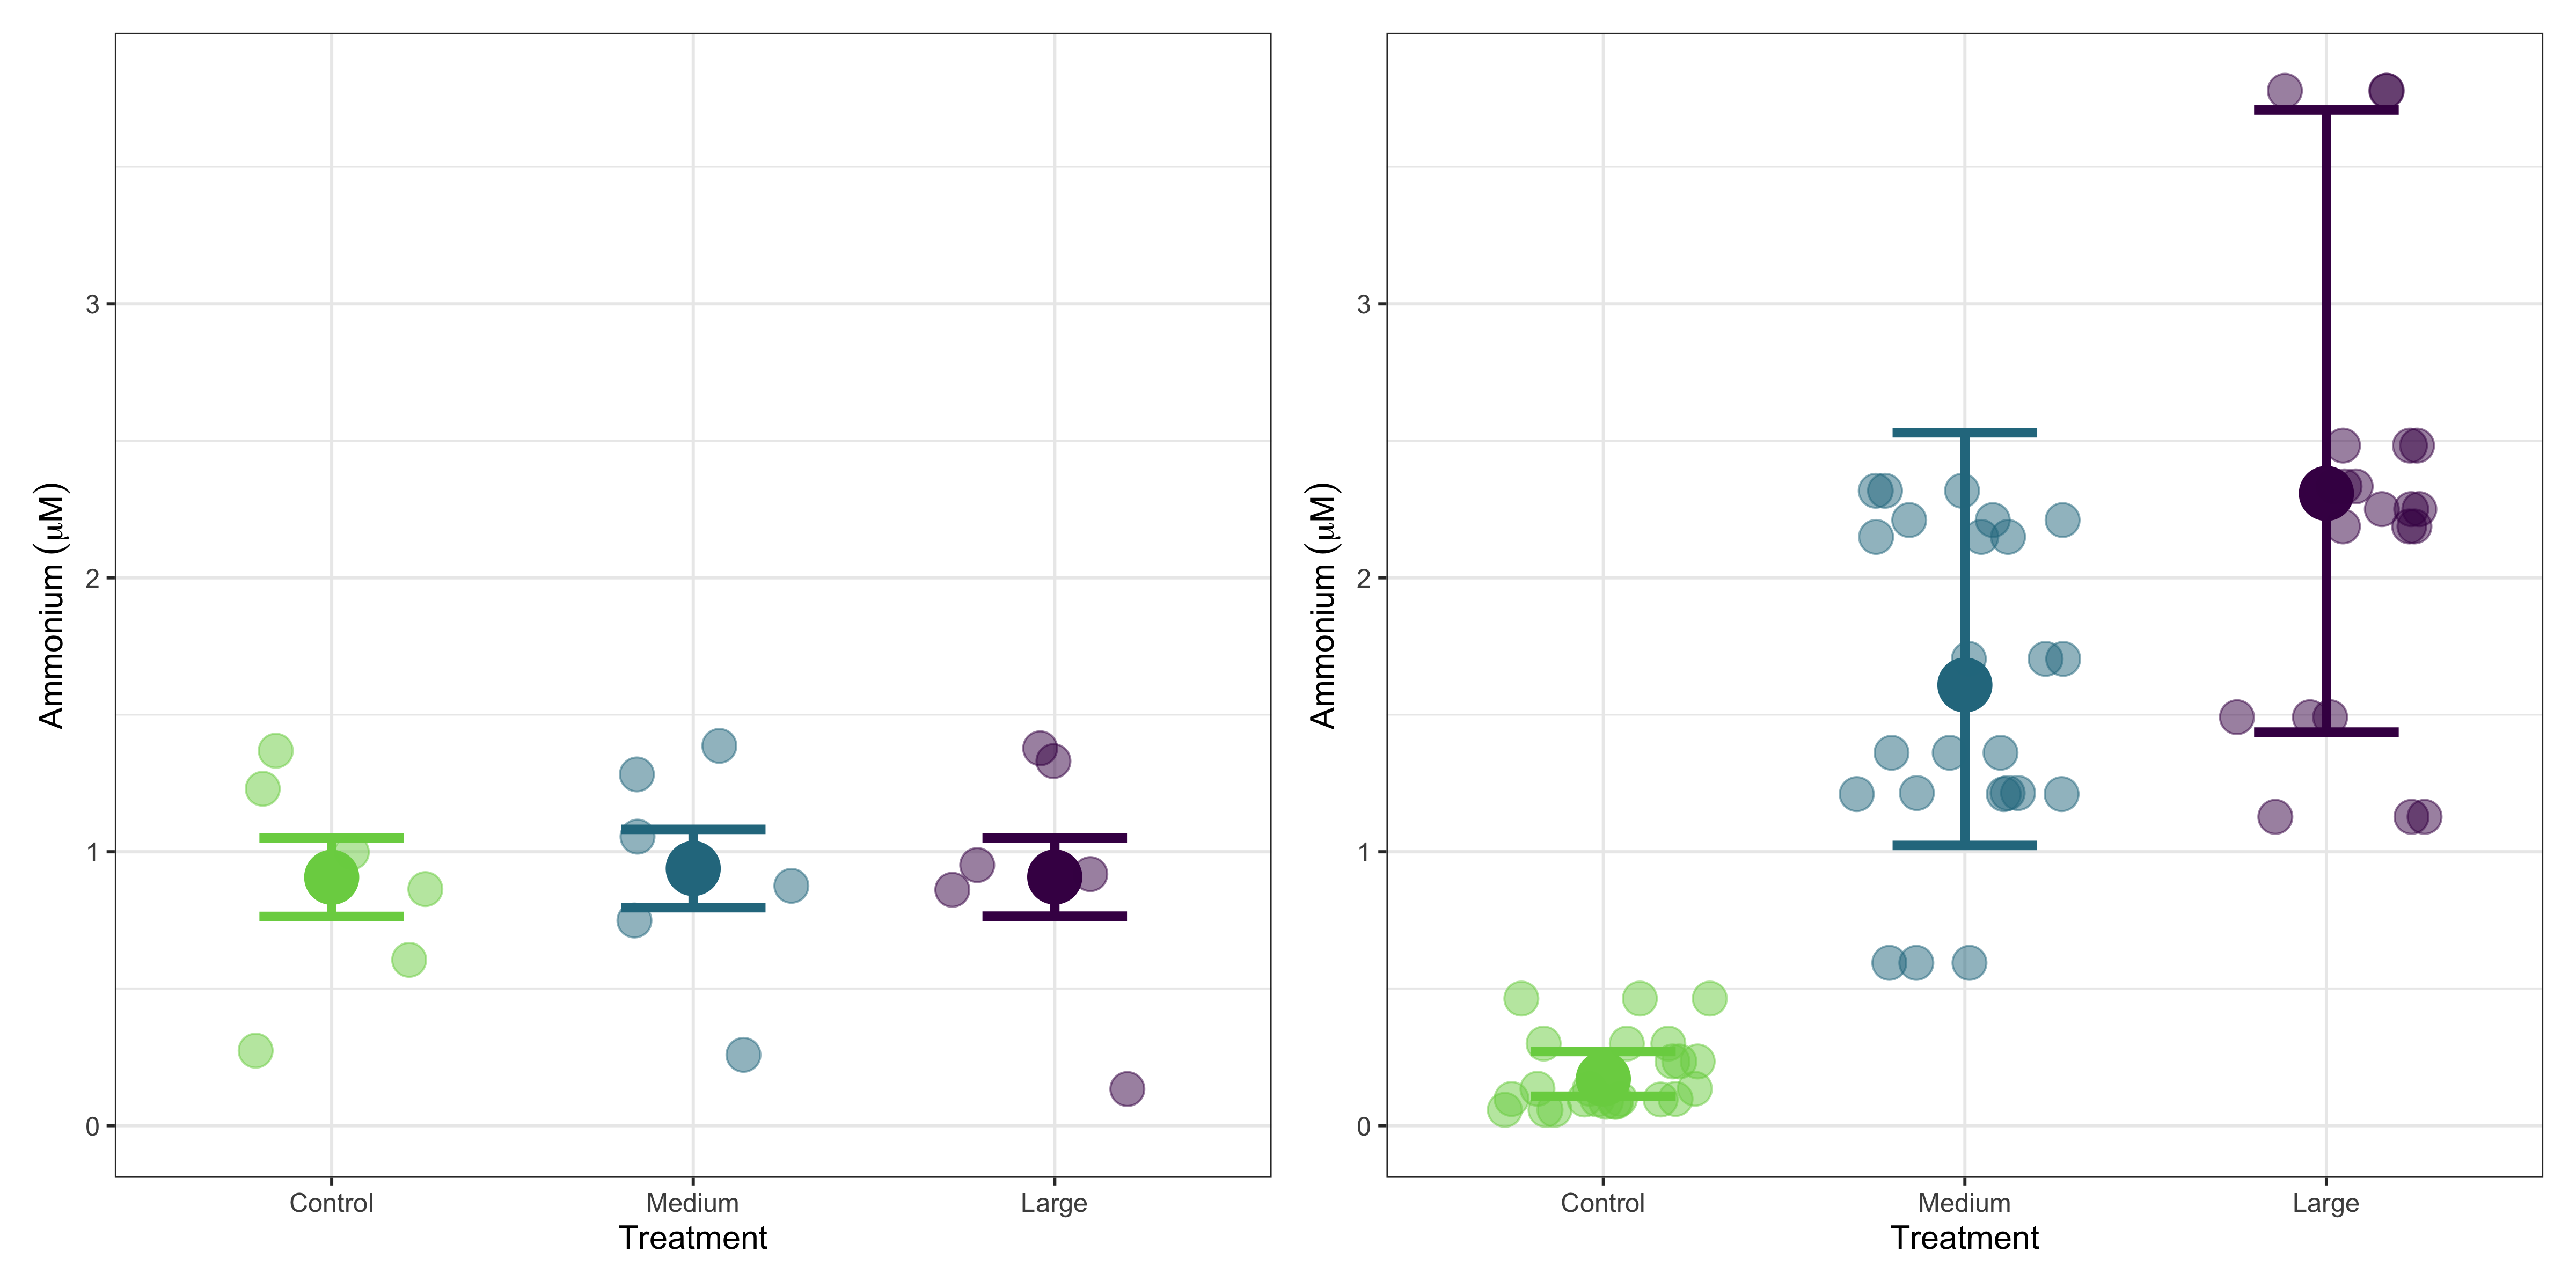 Ammonium (μM)
3
2
1
0
Control Medium Large
Treatment
Ammonium (μM)
3
2
1
0
Control Medium Large
Treatment